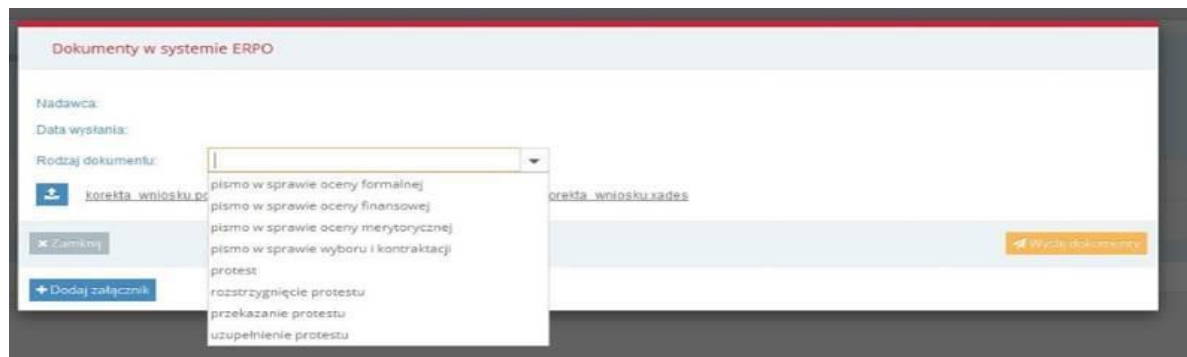 Dokumenty w systemie ERPO
Nadawca:
Data wysłania:
Rodzaj dokumentu:
korekta_wniosku.pd
orekta_wniosku.xades
pismo w sprawie oceny formalnej
pismo w sprawie oceny finansowej
pismo w sprawie oceny merytorycznej
pismo w sprawie wyboru i kontraktacji
protest
rozstrzygnięcie protestu
przekazanie protestu
uzupełnienie protestu
Zamknij
Wyślij dokumenty
Dodaj załącznik